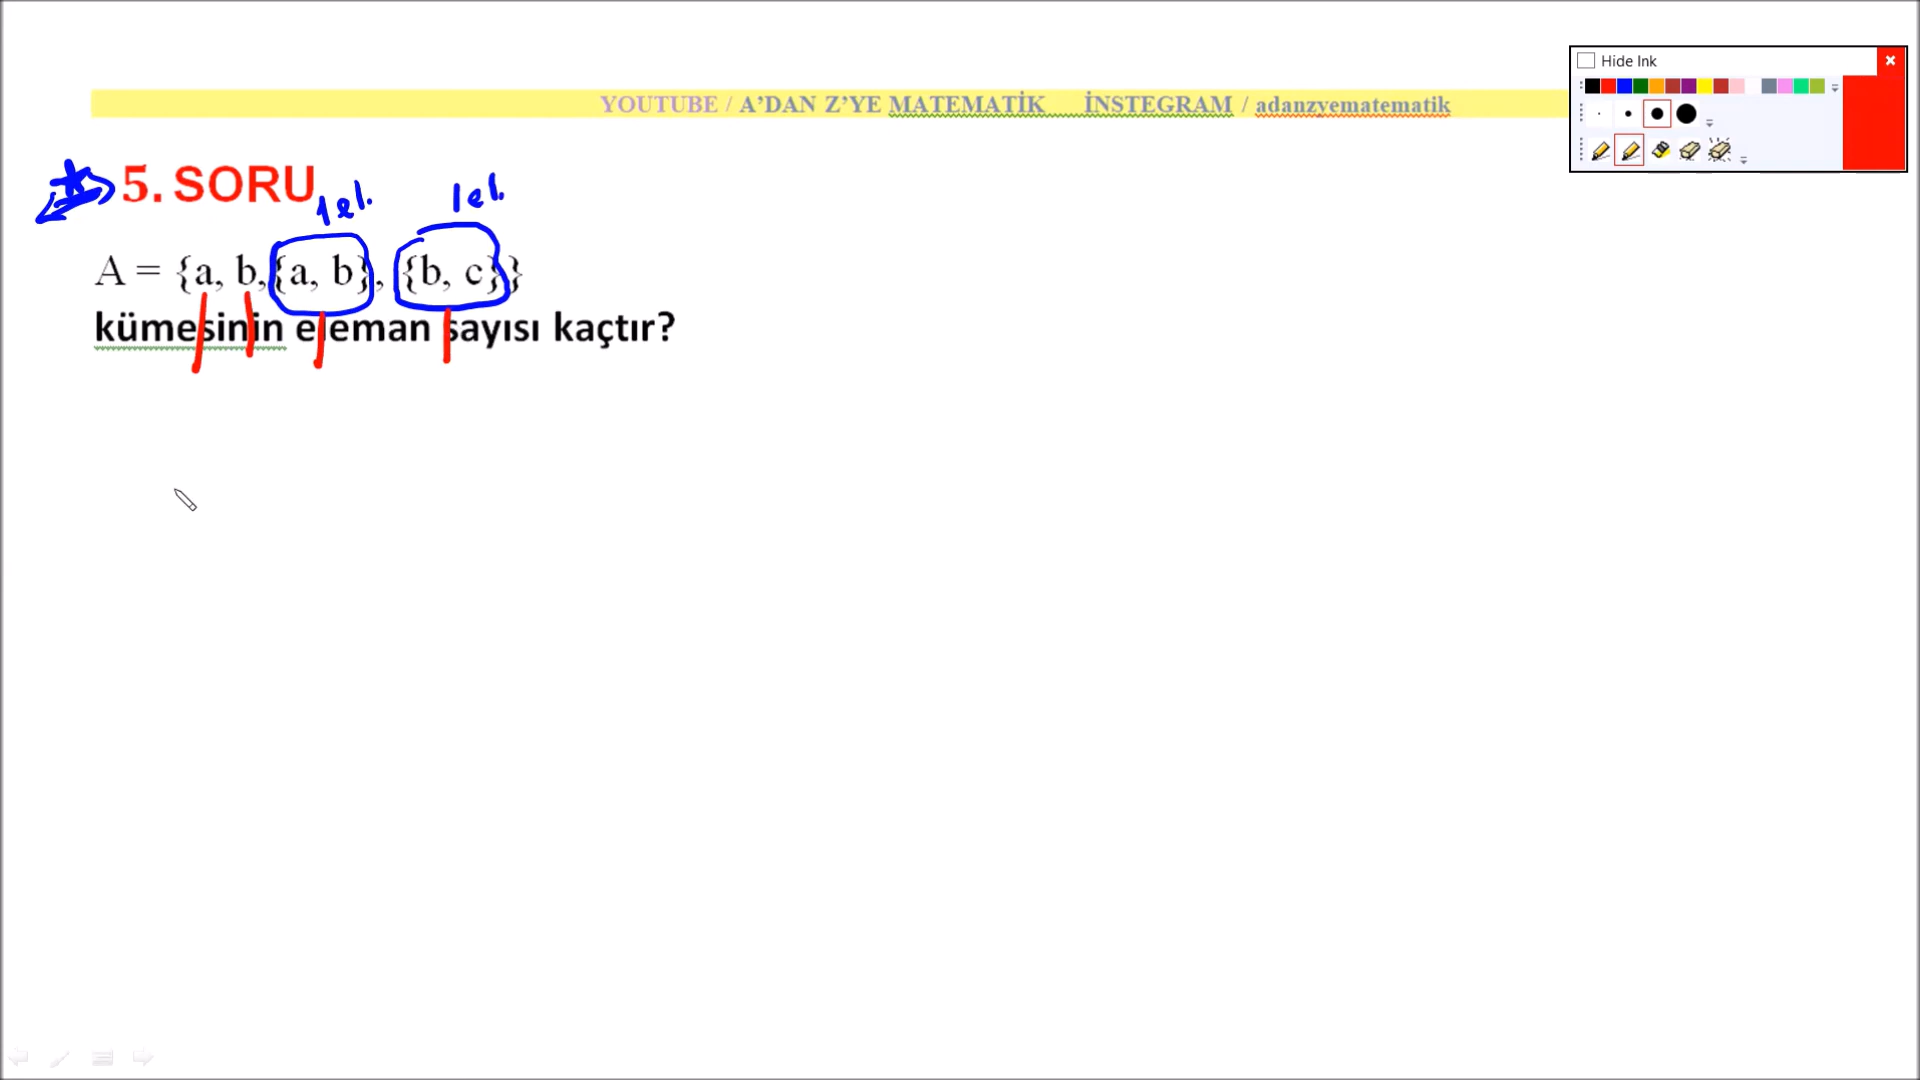 Hide Ink
YOUTUBE / A’DAN Z’YE MATEMATİK İNSTEGRAM / adanzyematematik
5. SORU
1 el. 1 el.
A = {a, b, {a, b}, {b, c}}
kümesinin eleman sayısı kaçtır?